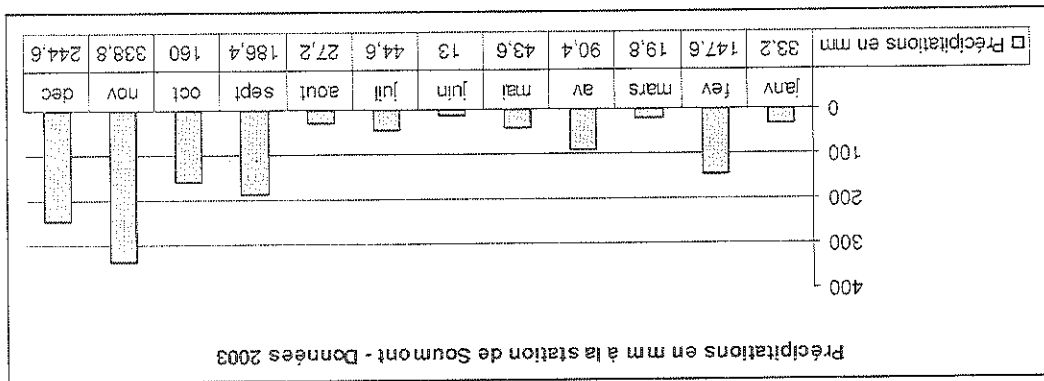 Précipitations en mm à la station de Soumont - Données 2003
400
300
200
100
0
janv fev mars av mai juin juil aout sept oct nov dec
Précipitations en mm 33,2 147,6 19,8 90,4 43,6 13 44,6 27,2 186,4 160 338,8 244,6